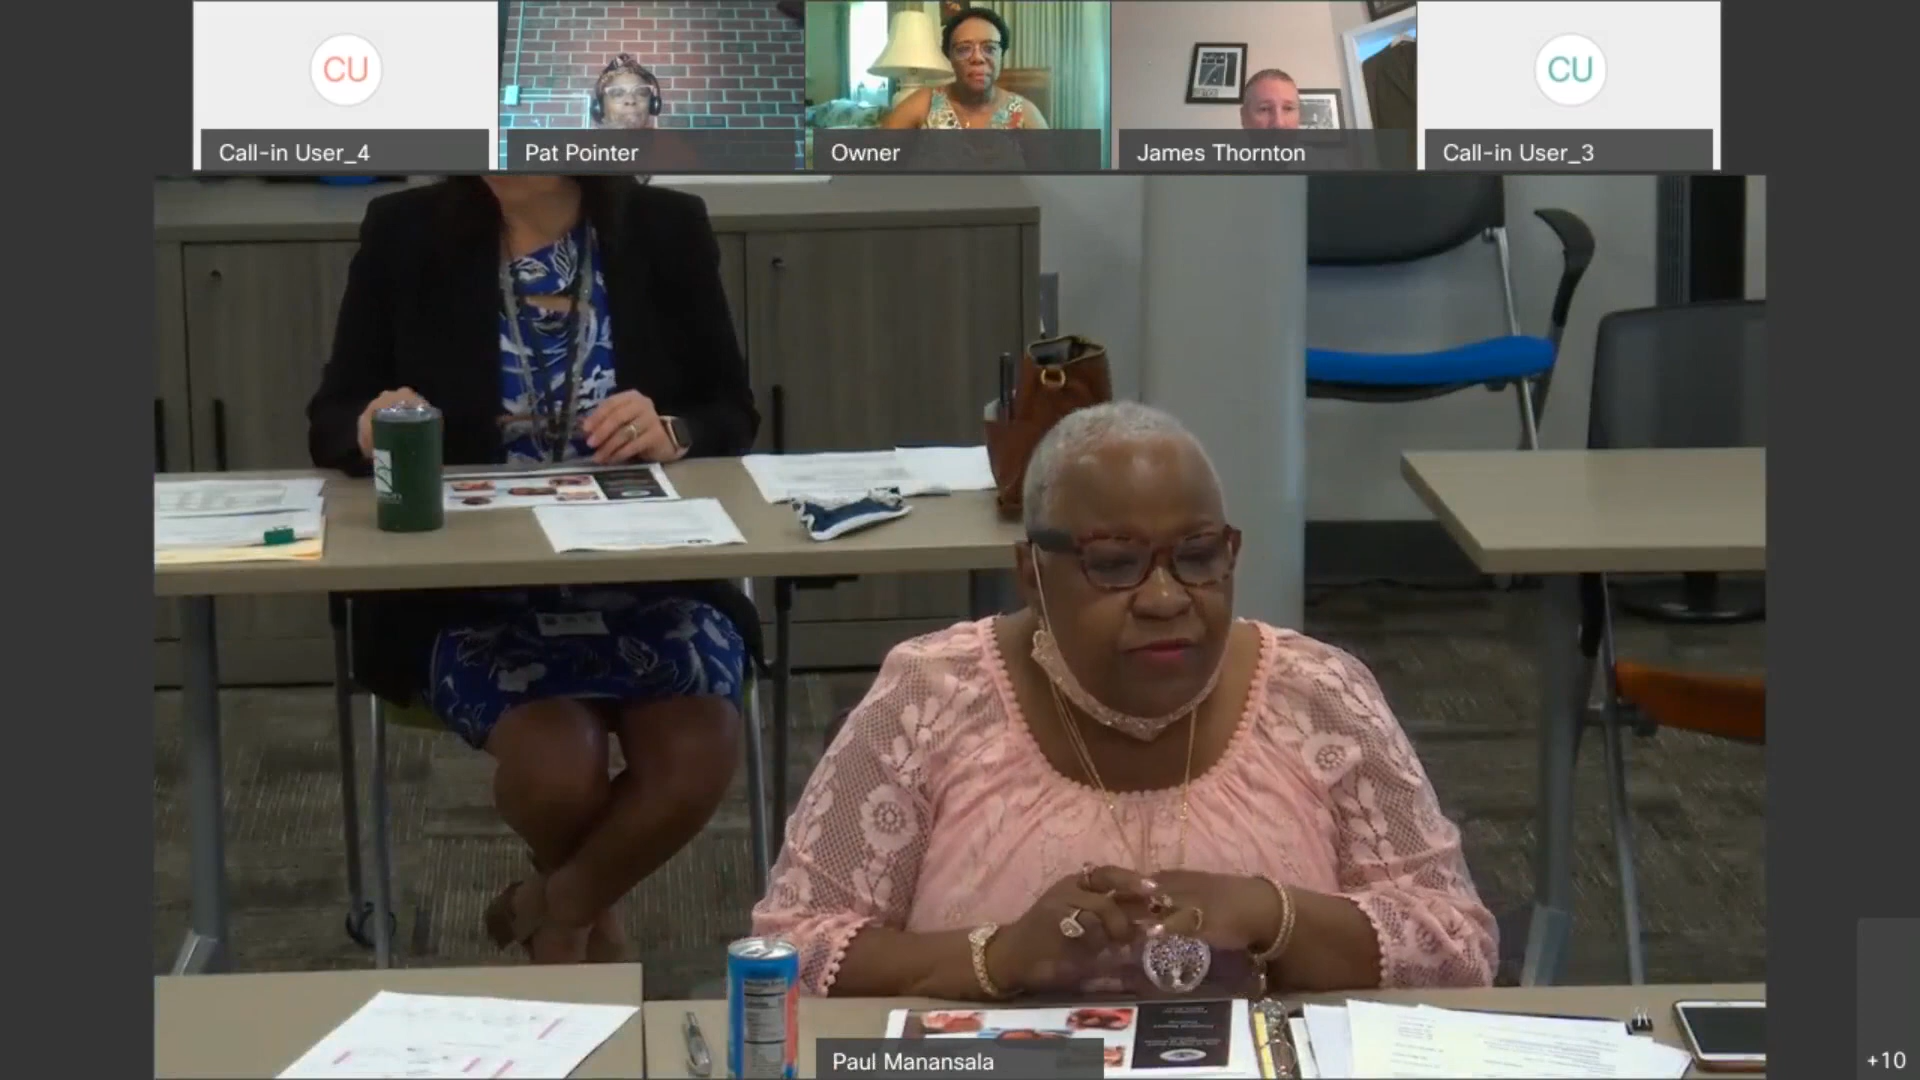 CU
CU
Call-in User_4
Pat Pointer
Owner
James Thornton
Call-in User_3
Paul Manansala
+10